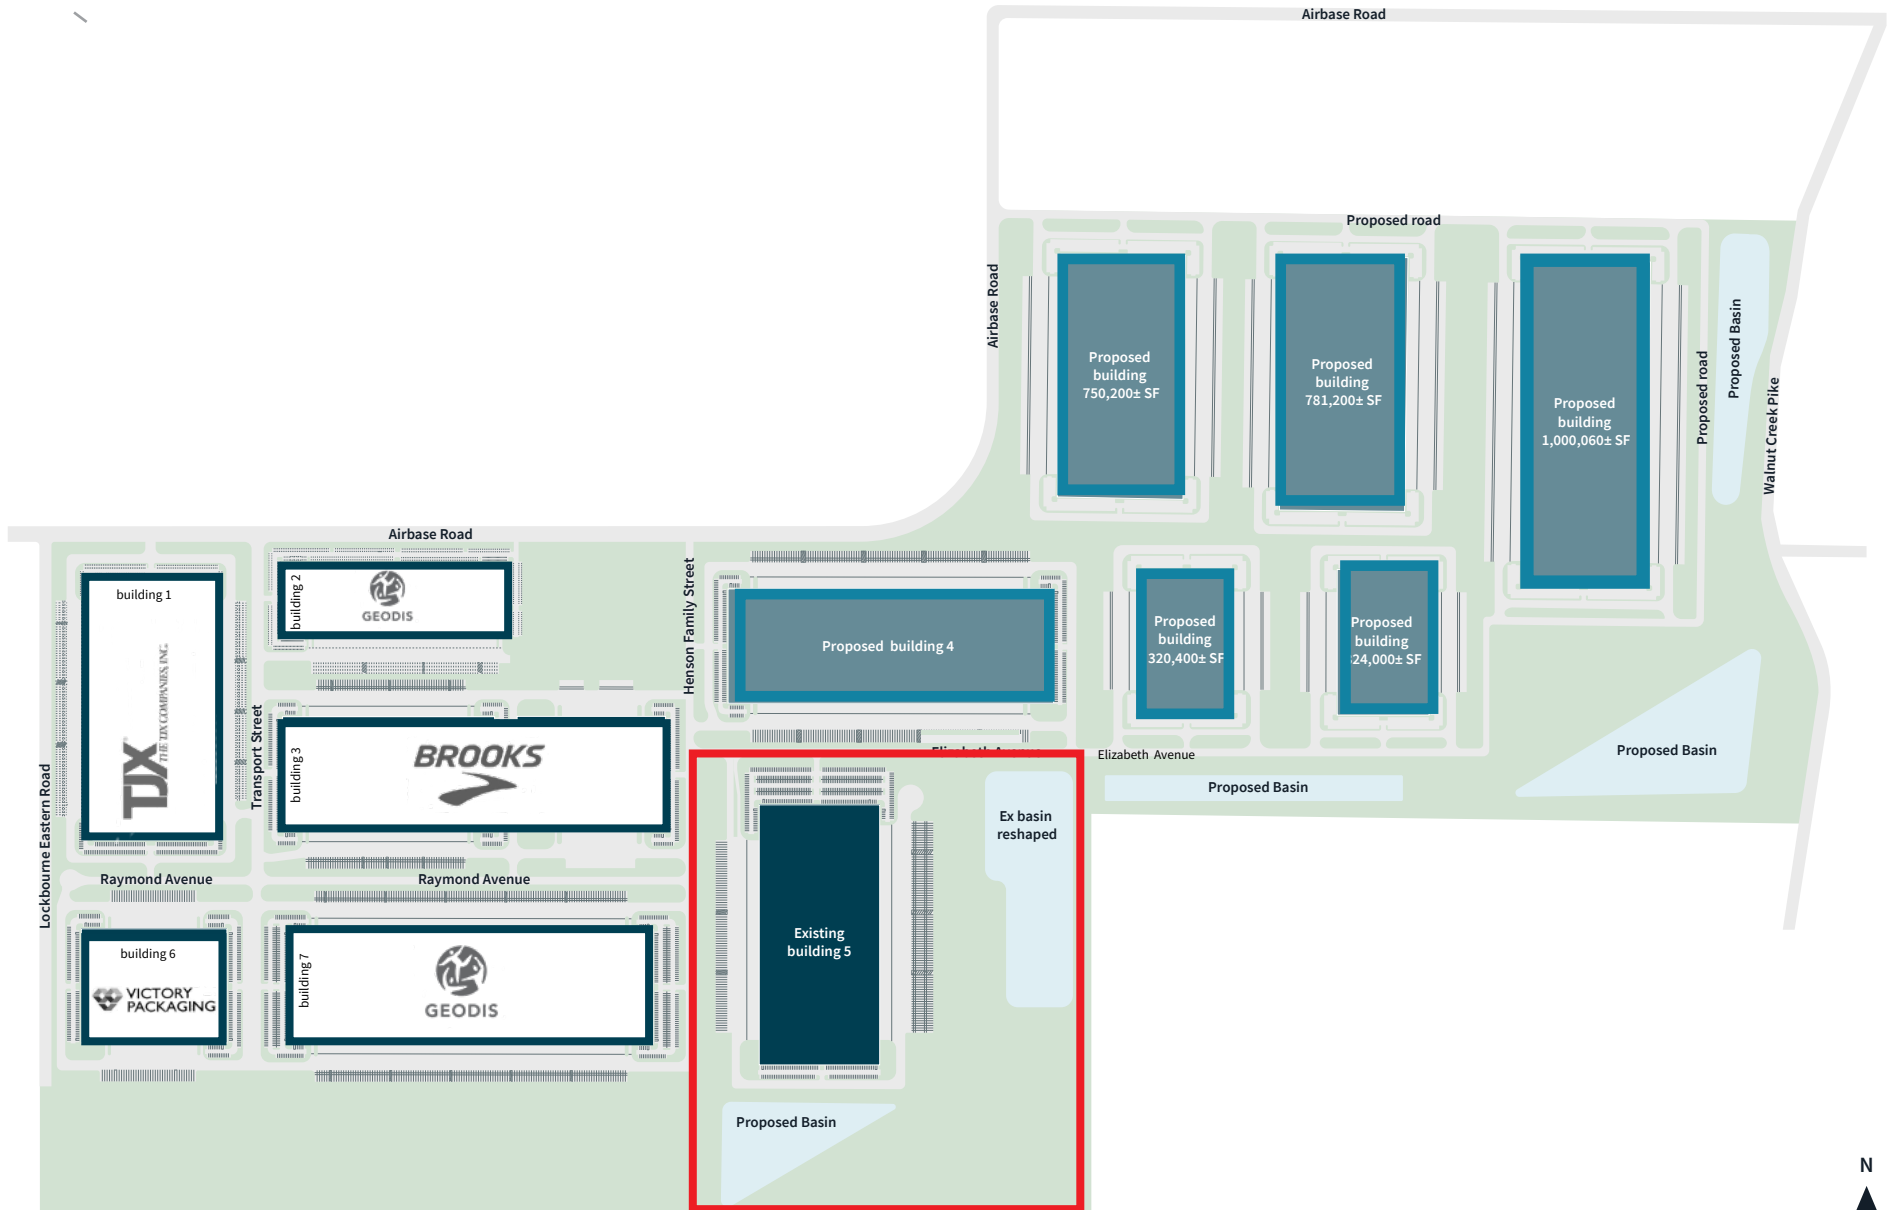 Airbase Road
Proposed road
Airbase Road
Proposed
building
750,200± SF
Proposed
building
781,200± SF
Proposed
building
1,000,060± SF
Proposed road
Proposed Basin
Walnut Creek Pike
Airbase Road
building 1
TJX
THE TJX COMPANIES, INC.
building 2
GEODIS
Henson Family Street
Proposed building 4
Proposed
building
320,400± SF
Proposed
building
24,000± SF
Proposed Basin
Lockbourne Eastern Road
Transport Street
building 3
BROOKS
Elizabeth Avenue
Elizabeth Avenue
Proposed Basin
Ex basin
reshaped
Raymond Avenue
Raymond Avenue
building 6
VICTORY
PACKAGING
building 7
GEODIS
Existing
building 5
Proposed Basin
N